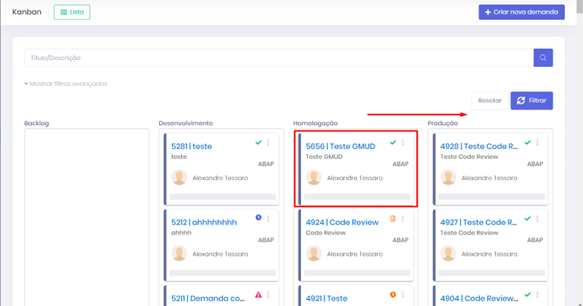 Kanban
Lista
+ Criar nova demanda
Título/Descrição
Mostrar filtros avançados
Resetar
Filtrar
Backlog
Desenvolvimento
Homologação
Produção
5281 | teste
teste
ABAP
Alexandre Tessaro
5656 | Teste GMUD
Teste GMUD
ABAP
Alexandre Tessaro
4928 | Teste Code R...
Teste Code Review
ABAP
Alexandre Tessaro
5212 | ahhhhhhhh
ahhhh
ABAP
Alexandre Tessaro
4924 | Code Review
Code Review
ABAP
Alexandre Tessaro
4927 | Teste Code R...
Teste Code Review
ABAP
Alexandre Tessaro
5211 | Demanda co...
4921 | Teste
4904 | Code Review...